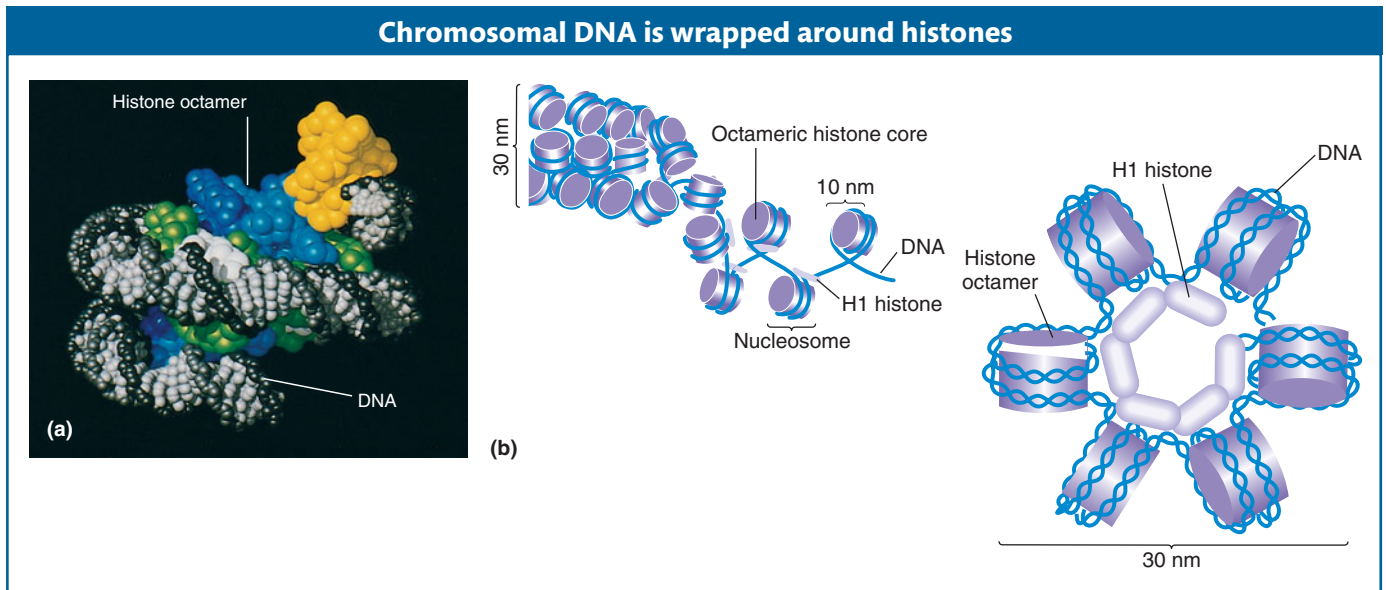 Chromosomal DNA is wrapped around histones
Histone octamer
DNA
(a)
30 nm
Octameric histone core
10 nm
DNA
H1 histone
Nucleosome
(b)
H1 histone
DNA
Histone
octamer
30 nm